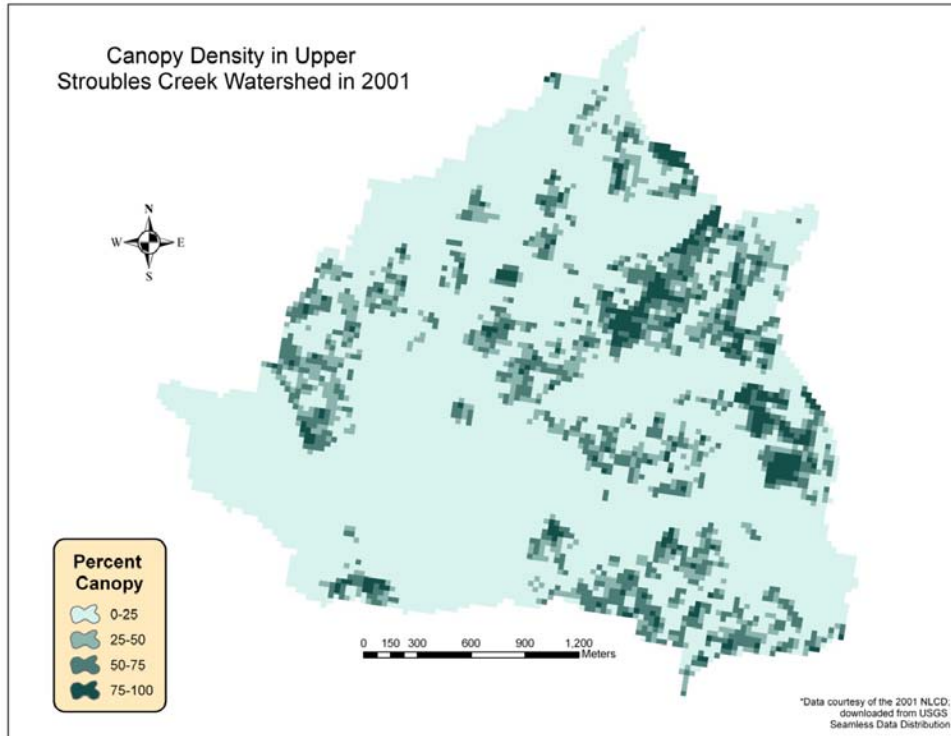 Canopy Density in Upper
Stroubles Creek Watershed in 2001
N
W E
S
Percent
Canopy
0-25
25-50
50-75
75-100
0 150 300 600 900 1,200
Meters
*Data courtesy of the 2001 NLCD;
downloaded from USGS
Seamless Data Distribution